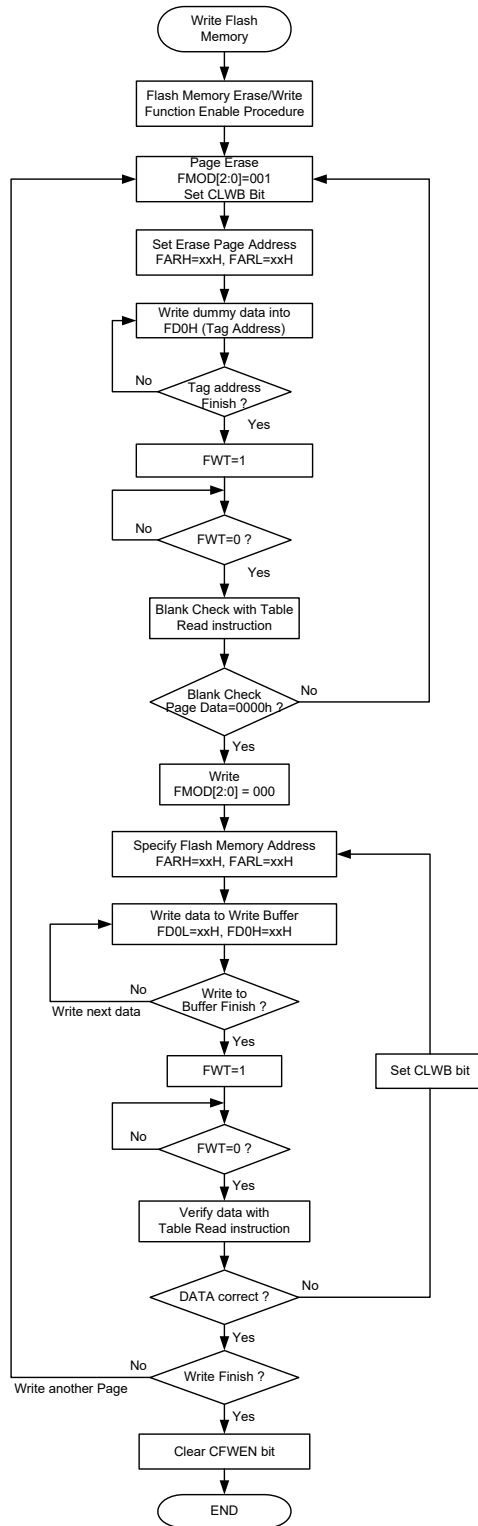 Write Flash
Memory
Flash Memory Erase/Write
Function Enable Procedure
Page Erase
FMOD[2:0]=001
Set CLWB Bit
Set Erase Page Address
FARH=xxH, FARL=xxH
Write dummy data into
FD0H (Tag Address)
No
Tag address
Finish ?
Yes
FWT=1
No
FWT=0 ?
Yes
Blank Check with Table
Read instruction
No
Blank Check
Page Data=0000h ?
Yes
Write
FMOD[2:0] = 000
Specify Flash Memory Address
FARH=xxH, FARL=xxH
Write data to Write Buffer
FD0L=xxH, FD0H=xxH
No
Write next data
Write to
Buffer Finish ?
Yes
FWT=1
Set CLWB bit
No
FWT=0 ?
Yes
Verify data with
Table Read instruction
No
DATA correct ?
Yes
No
Write another Page
Write Finish ?
Yes
Clear CFWEN bit
END